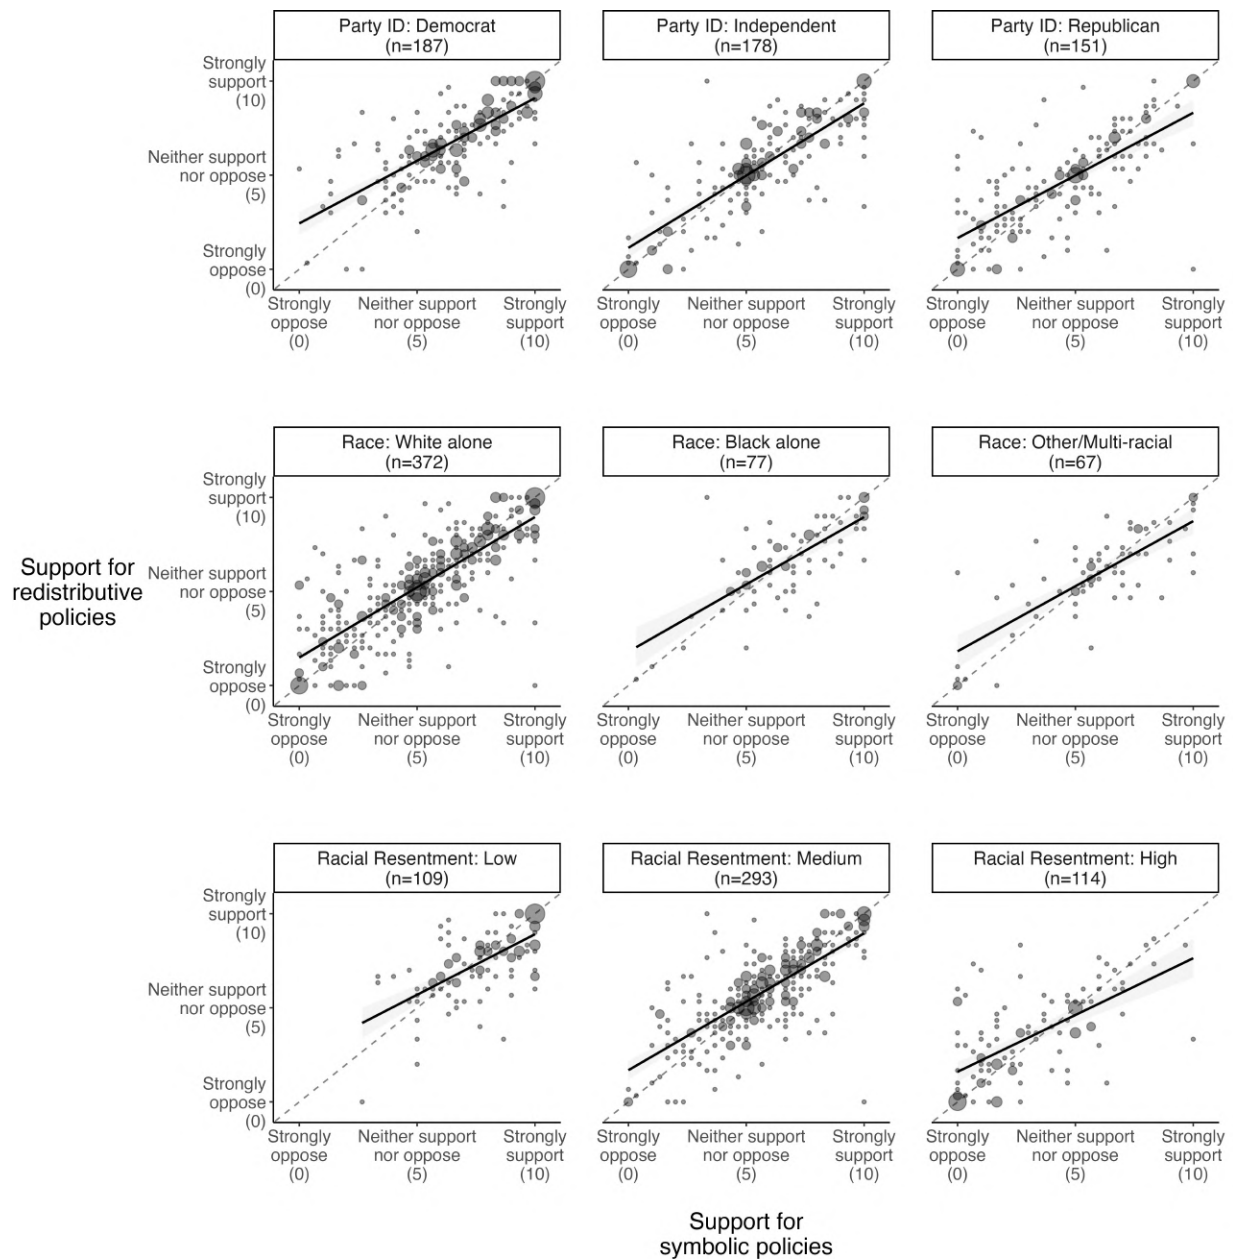 Party ID: Democrat
(n=187)
Party ID: Independent
(n=178)
Party ID: Republican
(n=151)
Strongly
support
(10)
Neither support
nor oppose
(5)
Strongly
oppose
(0)
Strongly
oppose
(0)
Neither support
nor oppose
(5)
Strongly
support
(10)
Strongly
oppose
(0)
Neither support
nor oppose
(5)
Strongly
support
(10)
Strongly
oppose
(0)
Neither support
nor oppose
(5)
Strongly
support
(10)
Support for
redistributive
policies
Race: White alone
(n=372)
Race: Black alone
(n=77)
Race: Other/Multi-racial
(n=67)
Strongly
support
(10)
Neither support
nor oppose
(5)
Strongly
oppose
(0)
Strongly
oppose
(0)
Neither support
nor oppose
(5)
Strongly
support
(10)
Strongly
oppose
(0)
Neither support
nor oppose
(5)
Strongly
support
(10)
Strongly
oppose
(0)
Neither support
nor oppose
(5)
Strongly
support
(10)
Racial Resentment: Low
(n=109)
Racial Resentment: Medium
(n=293)
Racial Resentment: High
(n=114)
Strongly
support
(10)
Neither support
nor oppose
(5)
Strongly
oppose
(0)
Strongly
oppose
(0)
Neither support
nor oppose
(5)
Strongly
support
(10)
Strongly
oppose
(0)
Neither support
nor oppose
(5)
Strongly
support
(10)
Strongly
oppose
(0)
Neither support
nor oppose
(5)
Strongly
support
(10)
Support for
symbolic policies